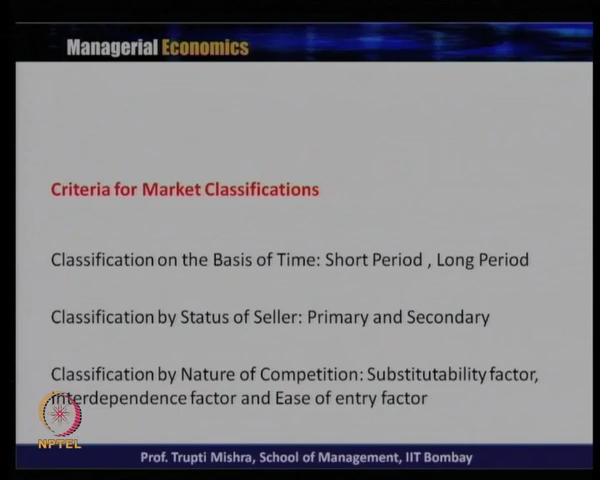 Managerial Economics
Criteria for Market Classifications
Classification on the Basis of Time: Short Period , Long Period
Classification by Status of Seller: Primary and Secondary
Classification by Nature of Competition: Substitutability factor,
Interdependence factor and Ease of entry factor
NPTEL
Prof. Trupti Mishra, School of Management, IIT Bombay